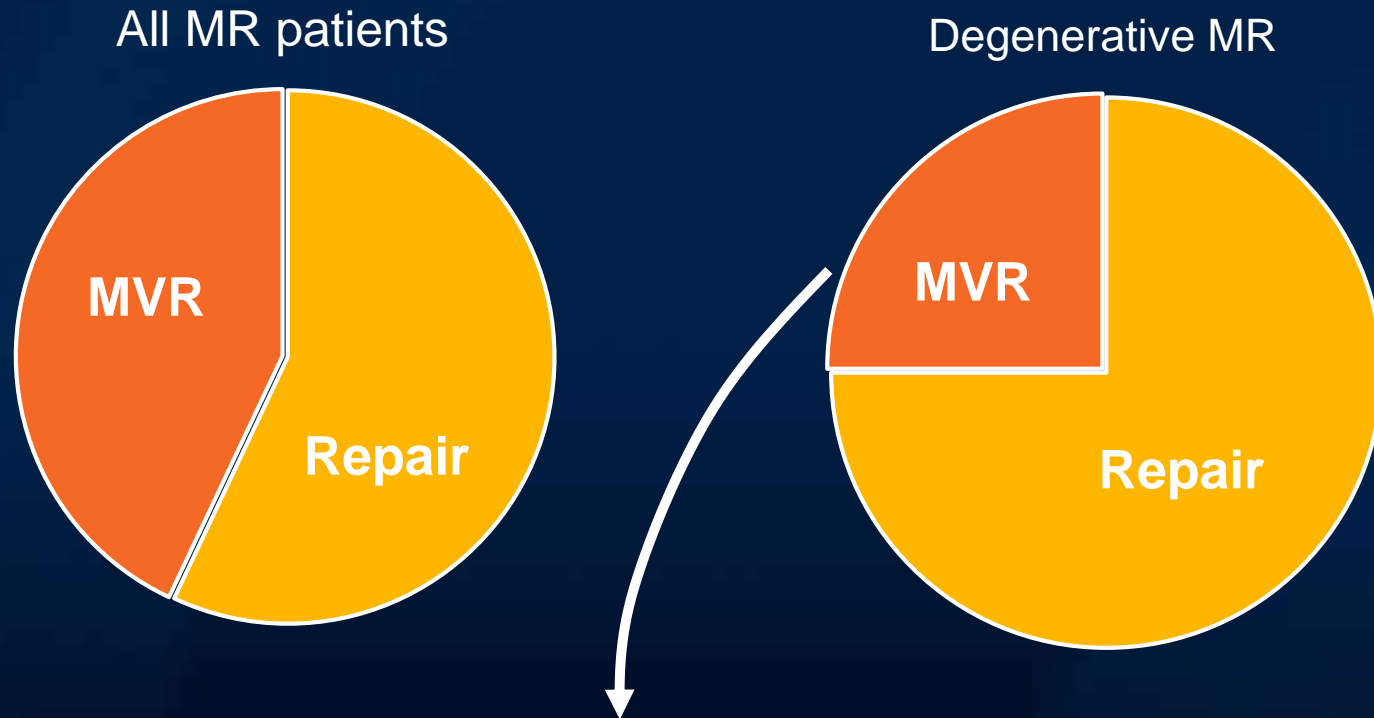 All MR patients
MVR
Repair
Degenerative MR
MVR
Repair